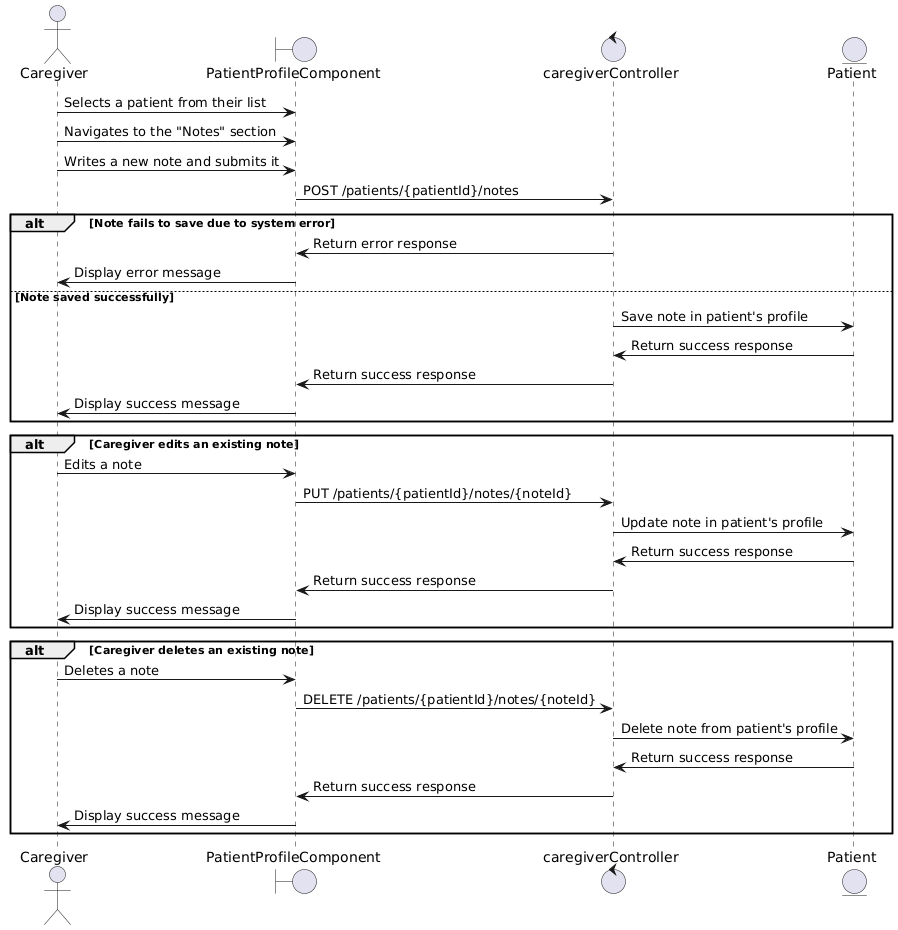 Caregiver
PatientProfileComponent
caregiverController
Patient
Selects a patient from their list
Navigates to the "Notes" section
Writes a new note and submits it
POST /patients/{patientId}/notes
alt [Note fails to save due to system error]
Return error response
Display error message
[Note saved successfully]
Save note in patient's profile
Return success response
Return success response
Display success message
alt [Caregiver edits an existing note]
Edits a note
PUT /patients/{patientId}/notes/{noteId}
Update note in patient's profile
Return success response
Return success response
Display success message
alt [Caregiver deletes an existing note]
Deletes a note
DELETE /patients/{patientId}/notes/{noteId}
Delete note from patient's profile
Return success response
Return success response
Display success message
Caregiver
PatientProfileComponent
caregiverController
Patient